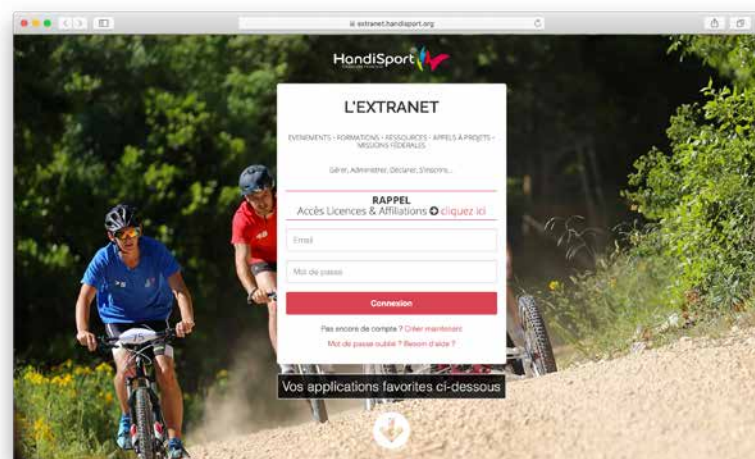 extranet.handisport.org
HandiSport
L'EXTRANET
EVENEMENTS • FORMATIONS • RESSOURCES • APPELS À PROJETS •
MISSIONS FÉDÉRALES
Gérer, Administrer, Déclarer, S'inscrire...
RAPPEL
Accès Licences & Affiliations cliquez ici
Email
Mot de passe
Connexion
Pas encore de compte ? Créer maintenant
Mot de passe oublié ? Besoin d'aide ?
Vos applications favorites ci-dessous